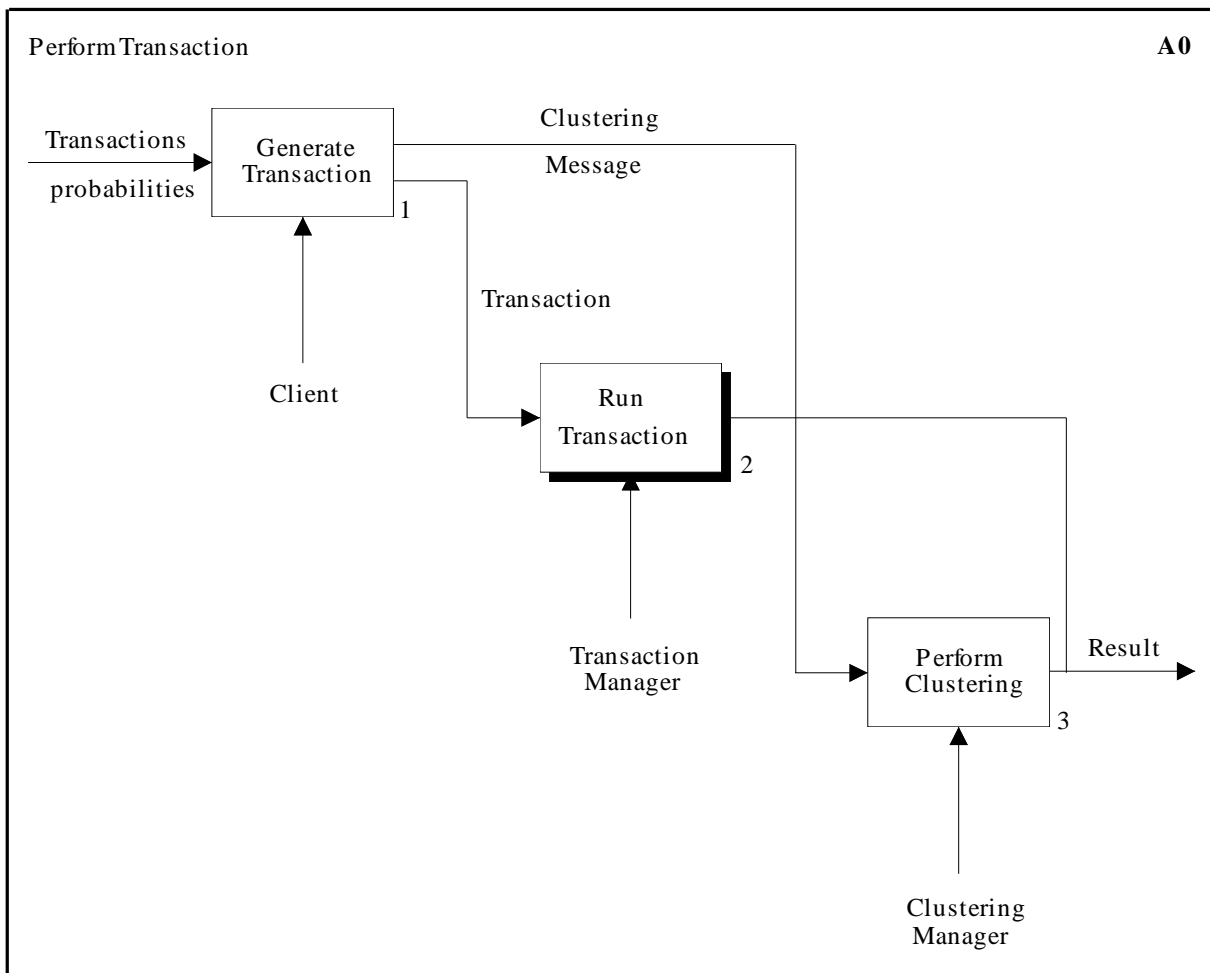 Perform Transaction
A0
Transactions
probabilities
Generate
Transaction
1
Clustering
Message
Client
Transaction
Run
Transaction
2
Transaction
Manager
Perform
Clustering
3
Result
Clustering
Manager